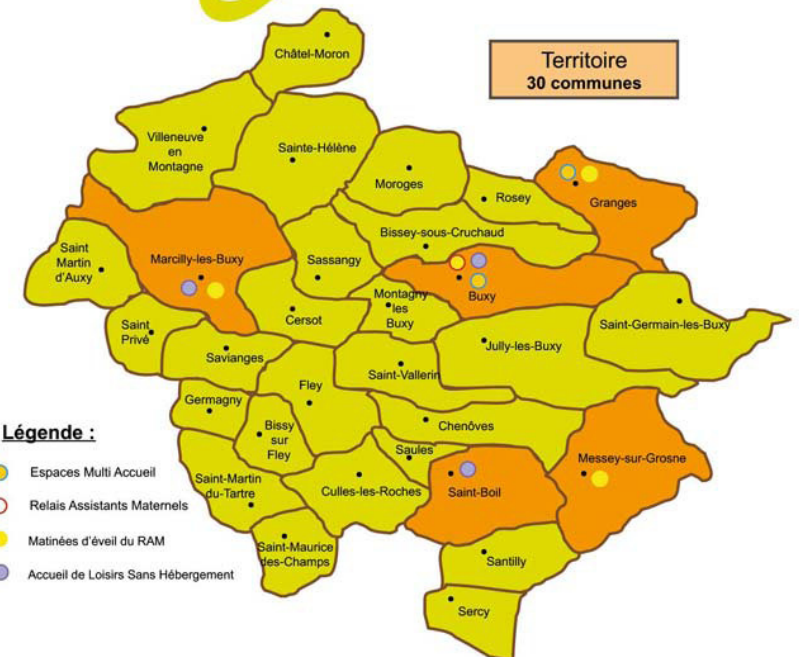 Châtel-Moron
Territoire
30 communes
Villeneuve
en
Montagne
Sainte-Hélène
Moroges
Rosey
Granges
Bissey-sous-Cruchaud
Saint
Martin
d'Auxy
Marcilly-les-Buxy
Sassangy
Montagny
les
Buxy
Buxy
Saint-Germain-les-Buxy
Saint
Privé
Cersot
Savianges
Jully-les-Buxy
Saint-Vallerin
Fley
Germagny
Bissy
sur
Fley
Chenôves
Saules
Messey-sur-Grosne
Saint-Martin
du-Tartre
Culles-les-Roches
Saint-Boil
Saint-Maurice
des-Champs
Santilly
Sercy
Légende :
Espaces Multi Accueil
Relais Assistants Maternels
Matinées d'éveil du RAM
Accueil de Loisirs Sans Hébergement